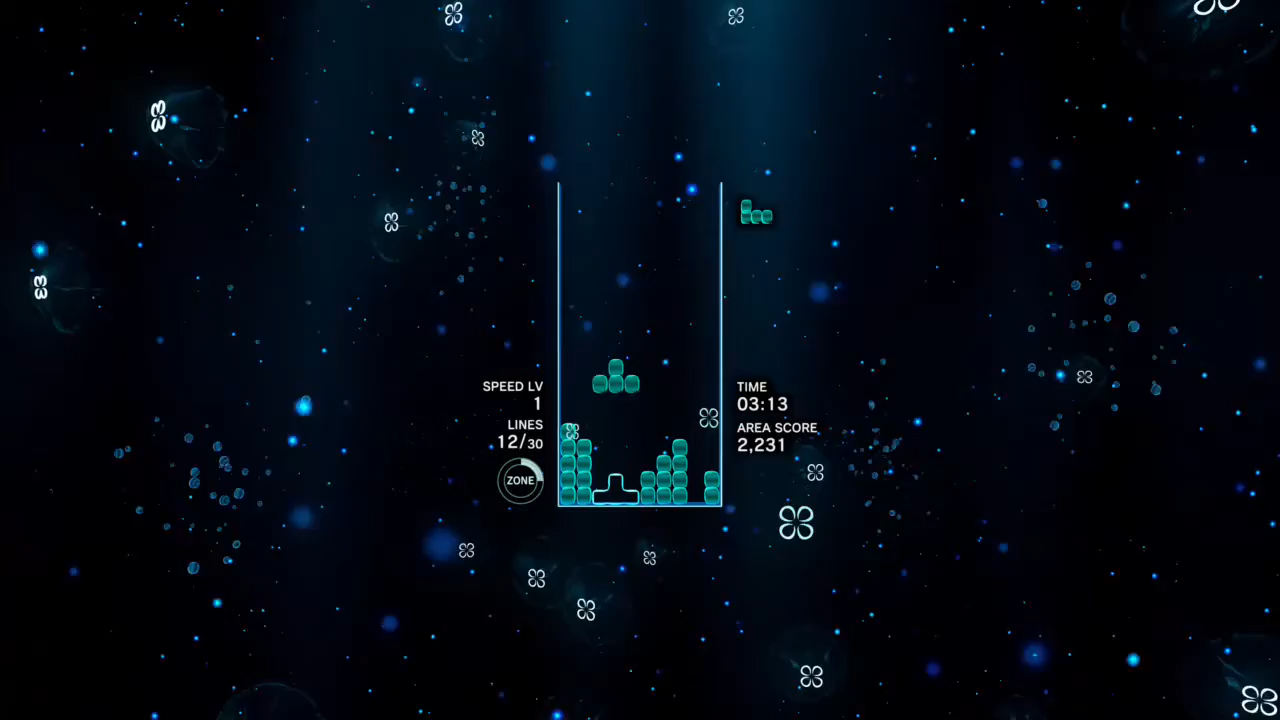 SPEED LV
1
LINES
12/30
ZONE
TIME
03:13
AREA SCORE
2,231